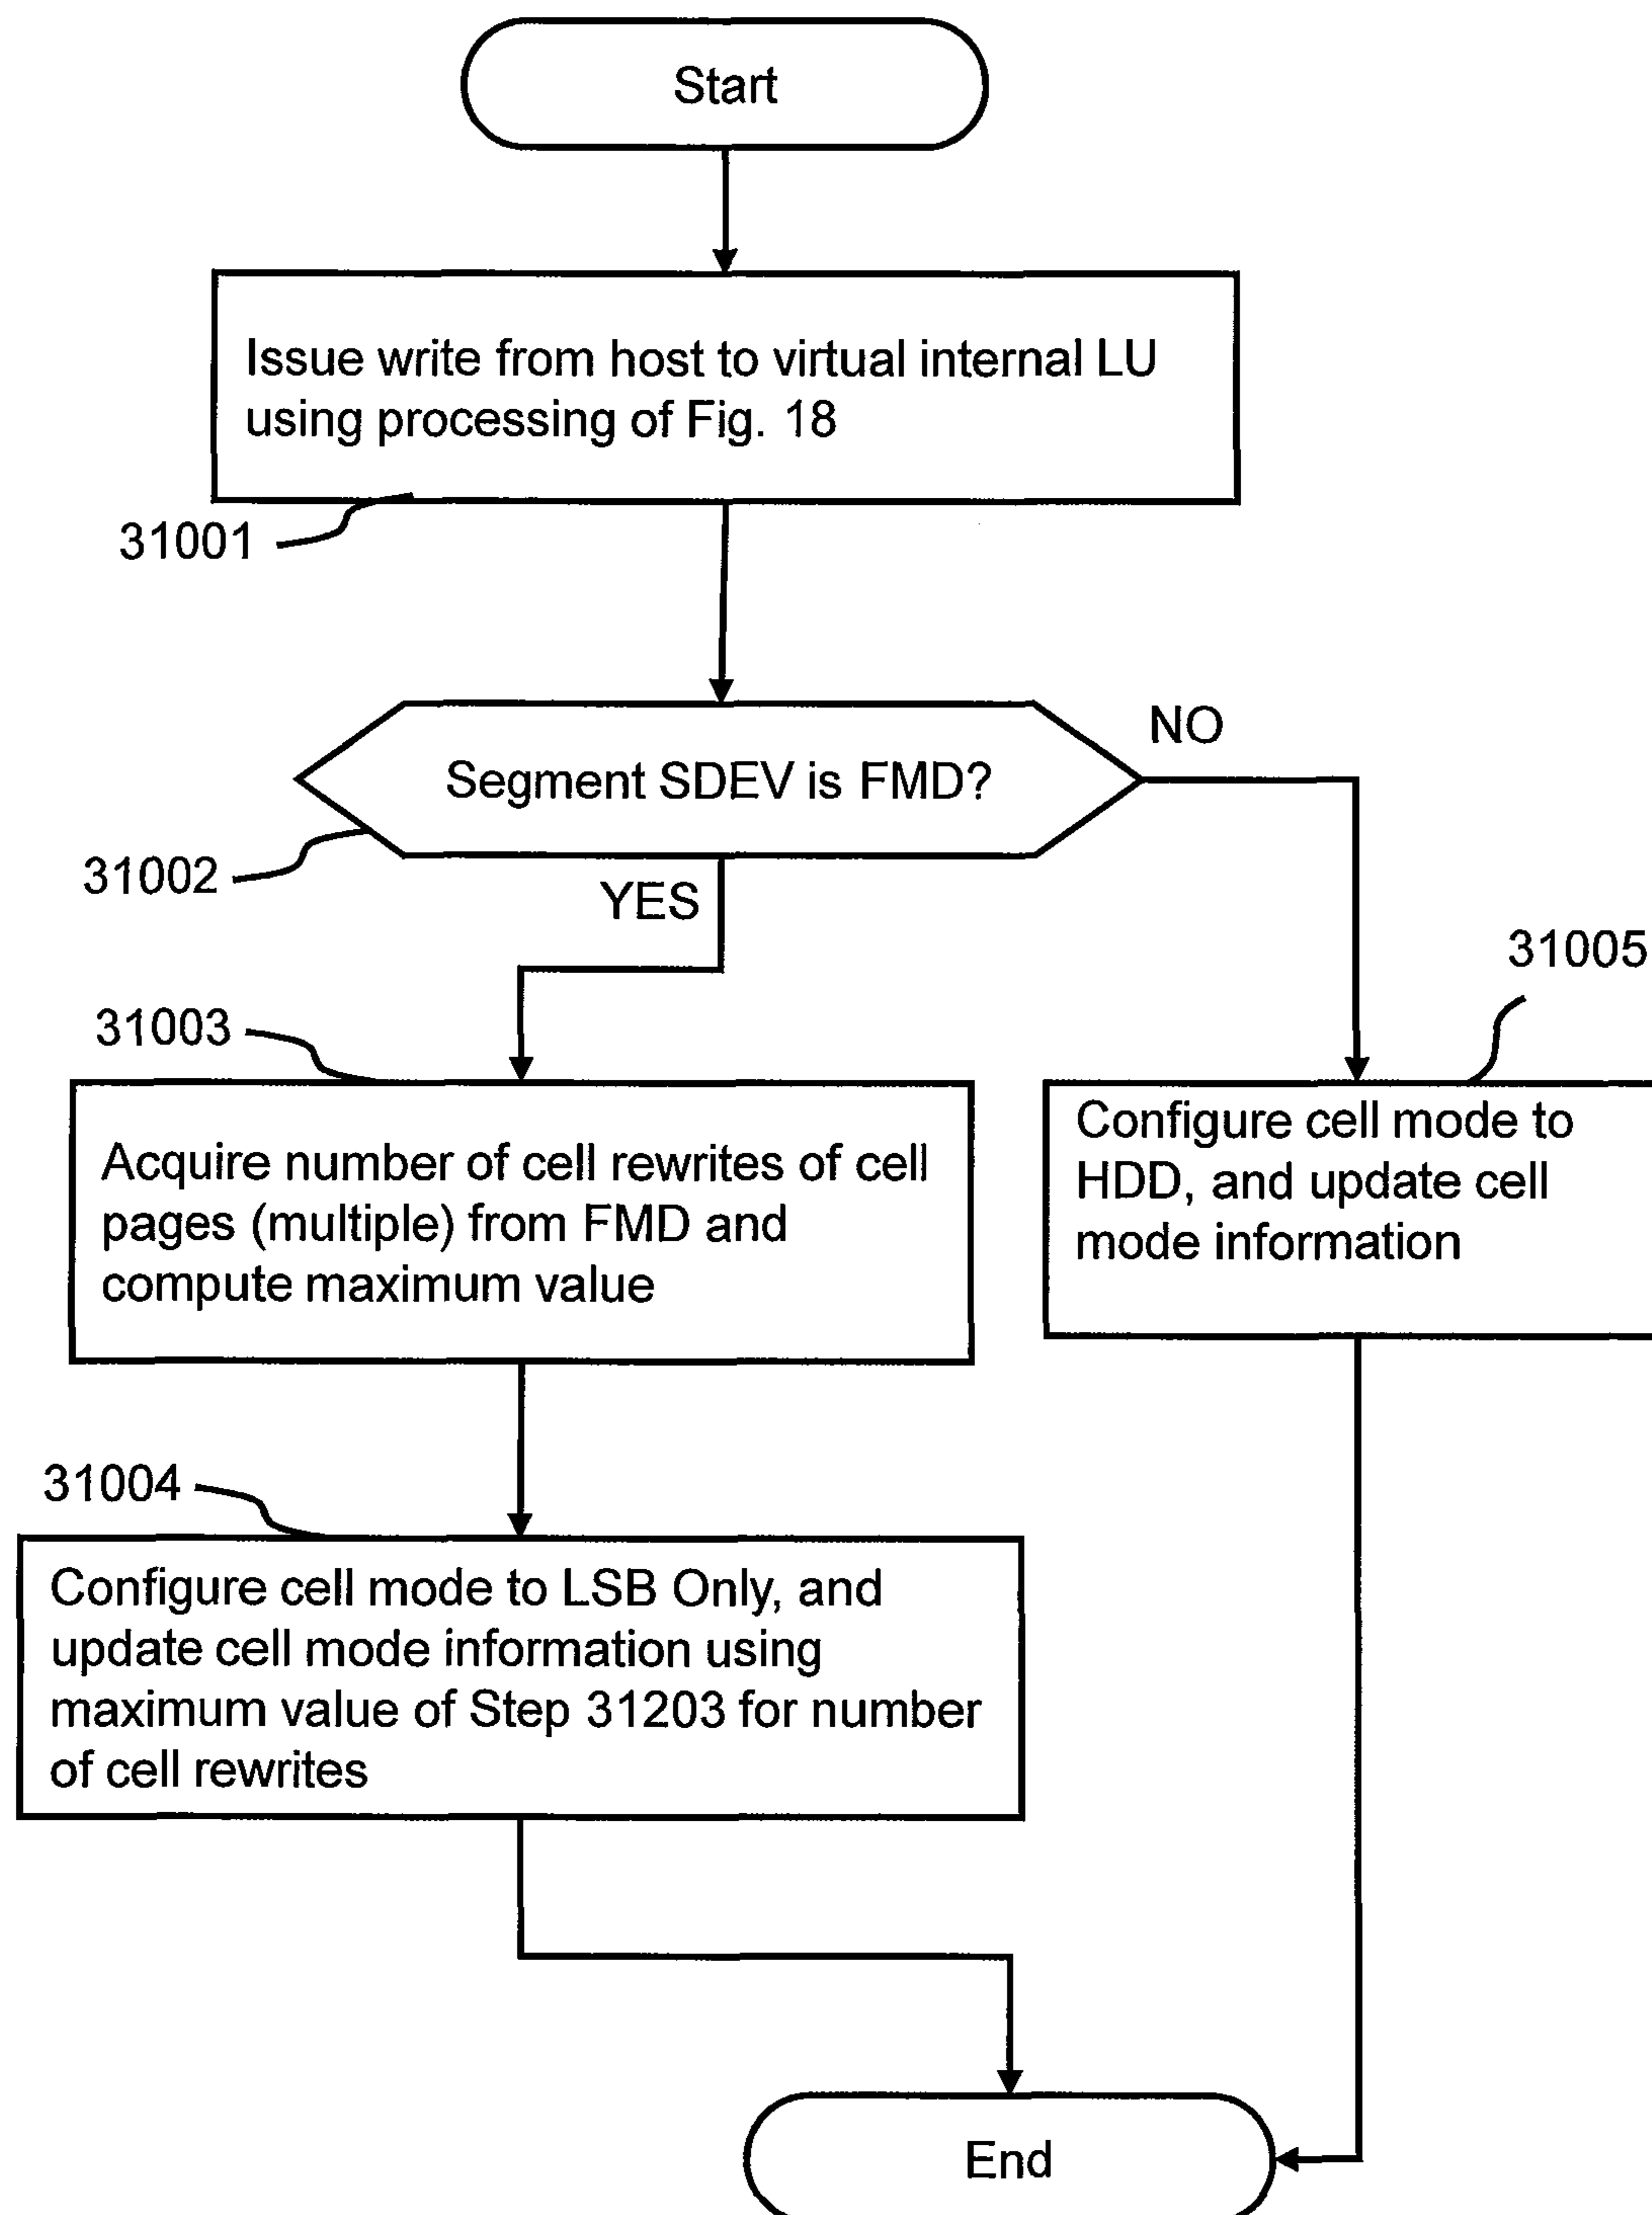 Start
Issue write from host to virtual internal LU
using processing of Fig. 18
31001
NO
Segment SDEV is FMD?
31002
YES
31005
31003
Acquire number of cell rewrites of cell
pages (multiple) from FMD and
compute maximum value
Configure cell mode to
HDD, and update cell
mode information
31004
Configure cell mode to LSB Only, and
update cell mode information using
maximum value of Step 31203 for number
of cell rewrites
End